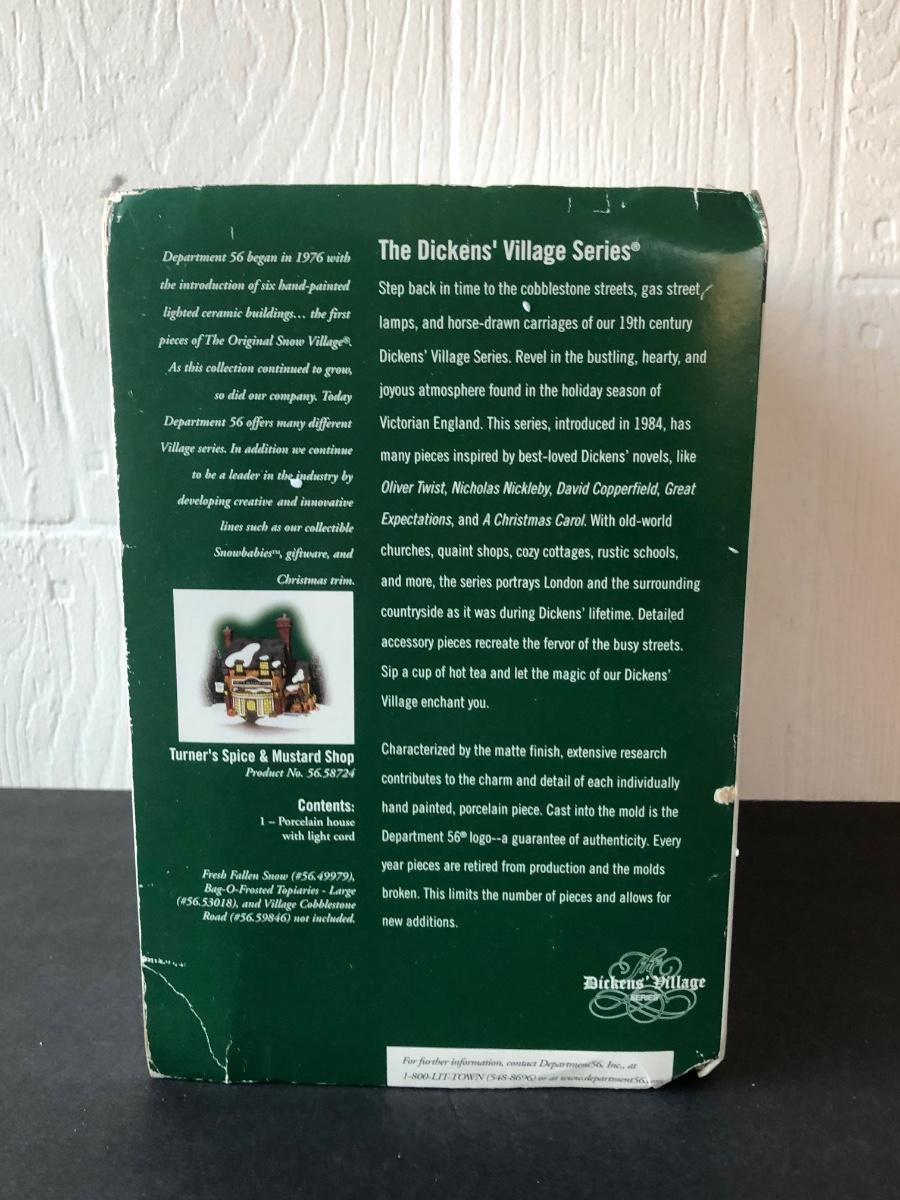 Department 56 began in 1976 with
the introduction of six hand-painted
lighted ceramic buildings... the first
pieces of The Original Snow Village®.
As this collection continued to grow,
so did our company. Today
Department 56 offers many different
Village series. In addition we continue
to be a leader in the industry by
developing creative and innovative
lines such as our collectible
Snowbabies™, giftware, and
Christmas trim.
Turner's Spice & Mustard Shop
Product No. 56.58724
Contents:
1 – Porcelain house
with light cord
Fresh Fallen Snow (#56.49979),
Bag-O-Frosted Topiaries - Large
(#56.53018), and Village Cobblestone
Road (#56.59846) not included.
The Dickens' Village Series®
Step back in time to the cobblestone streets, gas street
lamps, and horse-drawn carriages of our 19th century
Dickens' Village Series. Revel in the bustling, hearty, and
joyous atmosphere found in the holiday season of
Victorian England. This series, introduced in 1984, has
many pieces inspired by best-loved Dickens' novels, like
Oliver Twist, Nicholas Nickleby, David Copperfield, Great
Expectations, and A Christmas Carol. With old-world
churches, quaint shops, cozy cottages, rustic schools,
and more, the series portrays London and the surrounding
countryside as it was during Dickens' lifetime. Detailed
accessory pieces recreate the fervor of the busy streets.
Sip a cup of hot tea and let the magic of our Dickens'
Village enchant you.
Characterized by the matte finish, extensive research
contributes to the charm and detail of each individually
hand painted, porcelain piece. Cast into the mold is the
Department 56® logo--a guarantee of authenticity. Every
year pieces are retired from production and the molds
broken. This limits the number of pieces and allows for
new additions.
The
Dickens' Village
SERIES
For further information, contact Department 56, Inc., at
1-800-LIT-TOWN (548-8696) or at www.department56.